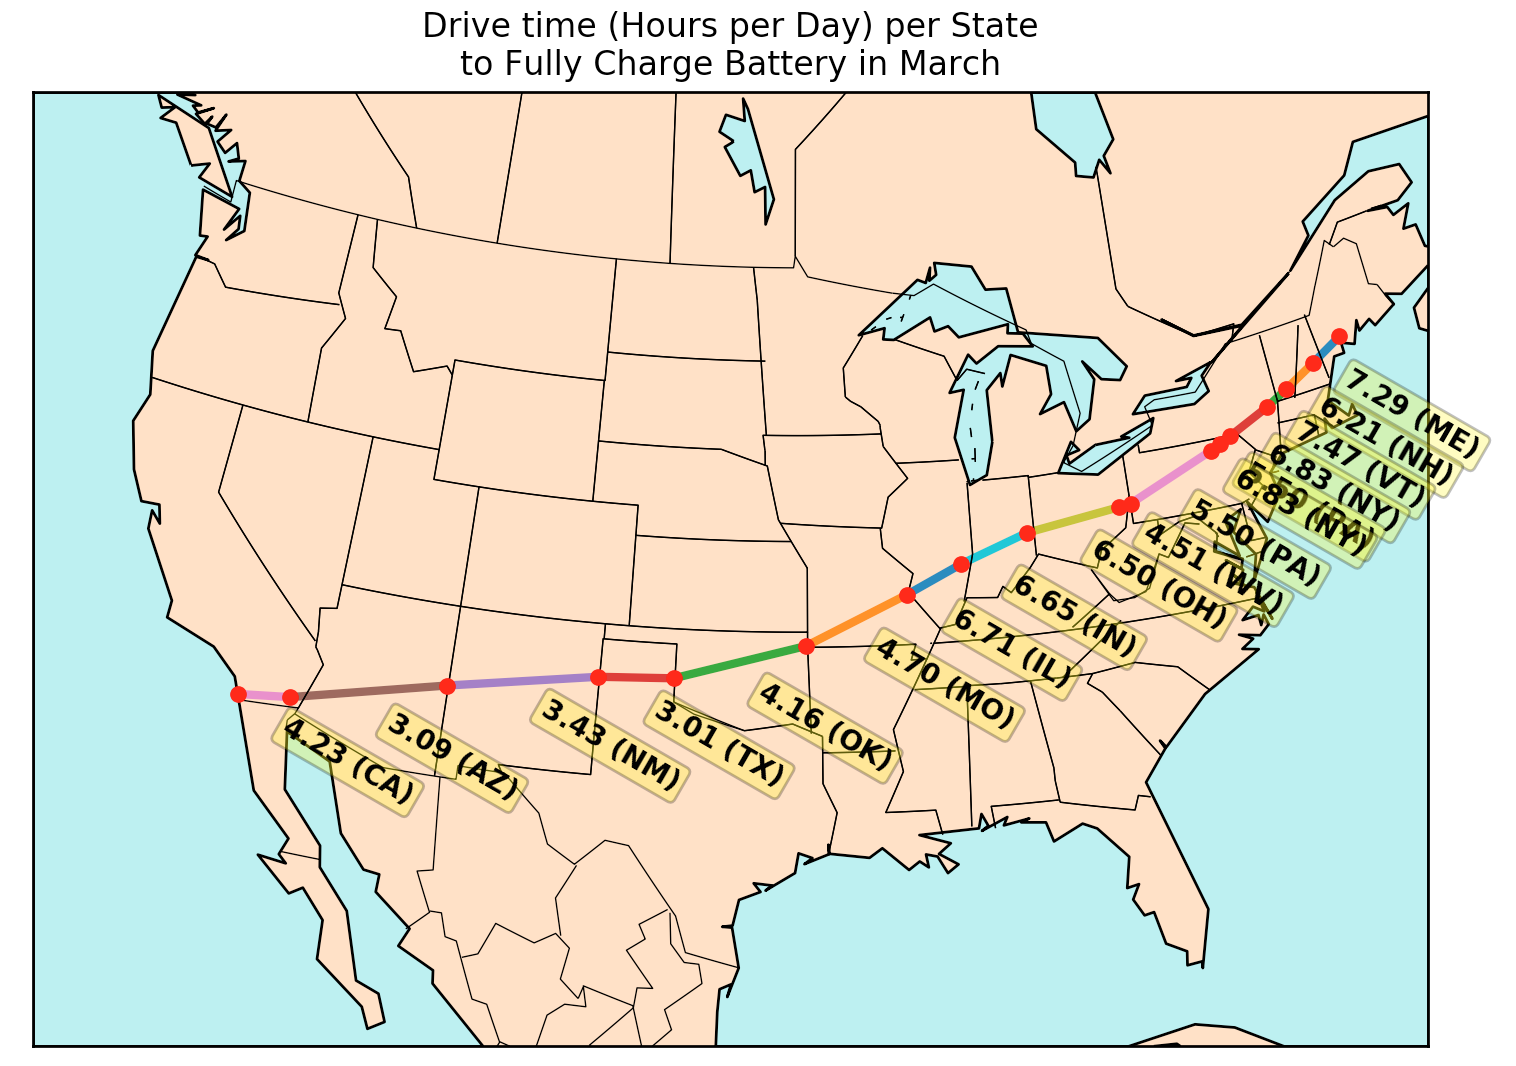 Drive time (Hours per Day) per State
to Fully Charge Battery in March
7.29 (ME)
6.21 (NH)
7.47 (VT)
6.83 (NY)
5.50 (PA)
6.83 (NY)
5.50 (PA)
4.51 (WV)
6.50 (OH)
6.65 (IN)
6.71 (IL)
4.70 (MO)
4.16 (OK)
3.01 (TX)
3.43 (NM)
3.09 (AZ)
4.23 (CA)